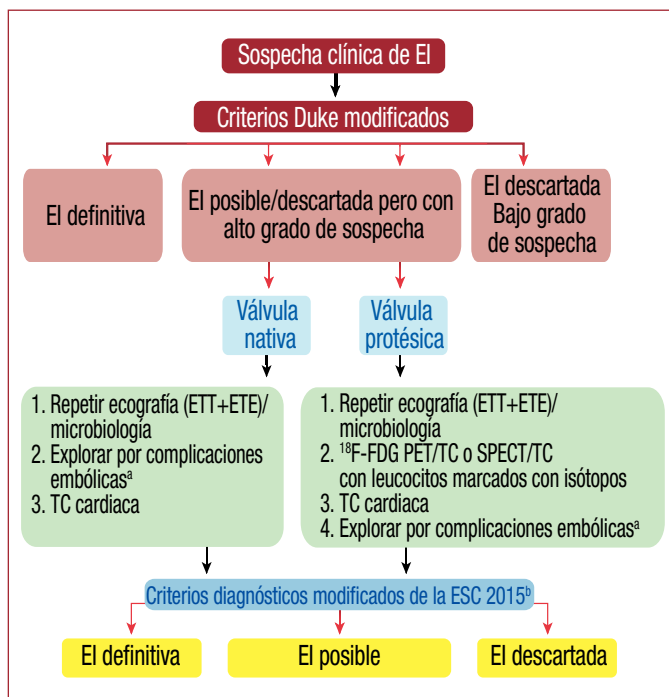 Sospecha clínica de EI
Criterios Duke modificados
EI definitiva
EI posible/descartada pero con
alto grado de sospecha
EI descartada
Bajo grado
de sospecha
Válvula
nativa
Válvula
protésica
1. Repetir ecografía (ETT+ETE)/
microbiología
2. Explorar por complicaciones
embólicasᵃ
3. TC cardiaca
1. Repetir ecografía (ETT+ETE)/
microbiología
2. ¹⁸F-FDG PET/TC o SPECT/TC
con leucocitos marcados con isótopos
3. TC cardiaca
4. Explorar por complicaciones embólicasᵃ
Criterios diagnósticos modificados de la ESC 2015ᵇ
EI definitiva
EI posible
EI descartada